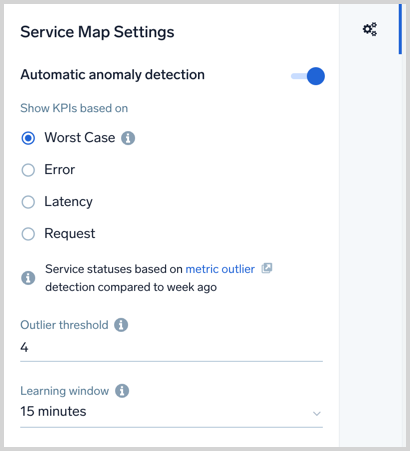 Service Map Settings
Automatic anomaly detection
Show KPIs based on
Worst Case
Error
Latency
Request
Service statuses based on metric outlier
detection compared to week ago
Outlier threshold
4
Learning window
15 minutes